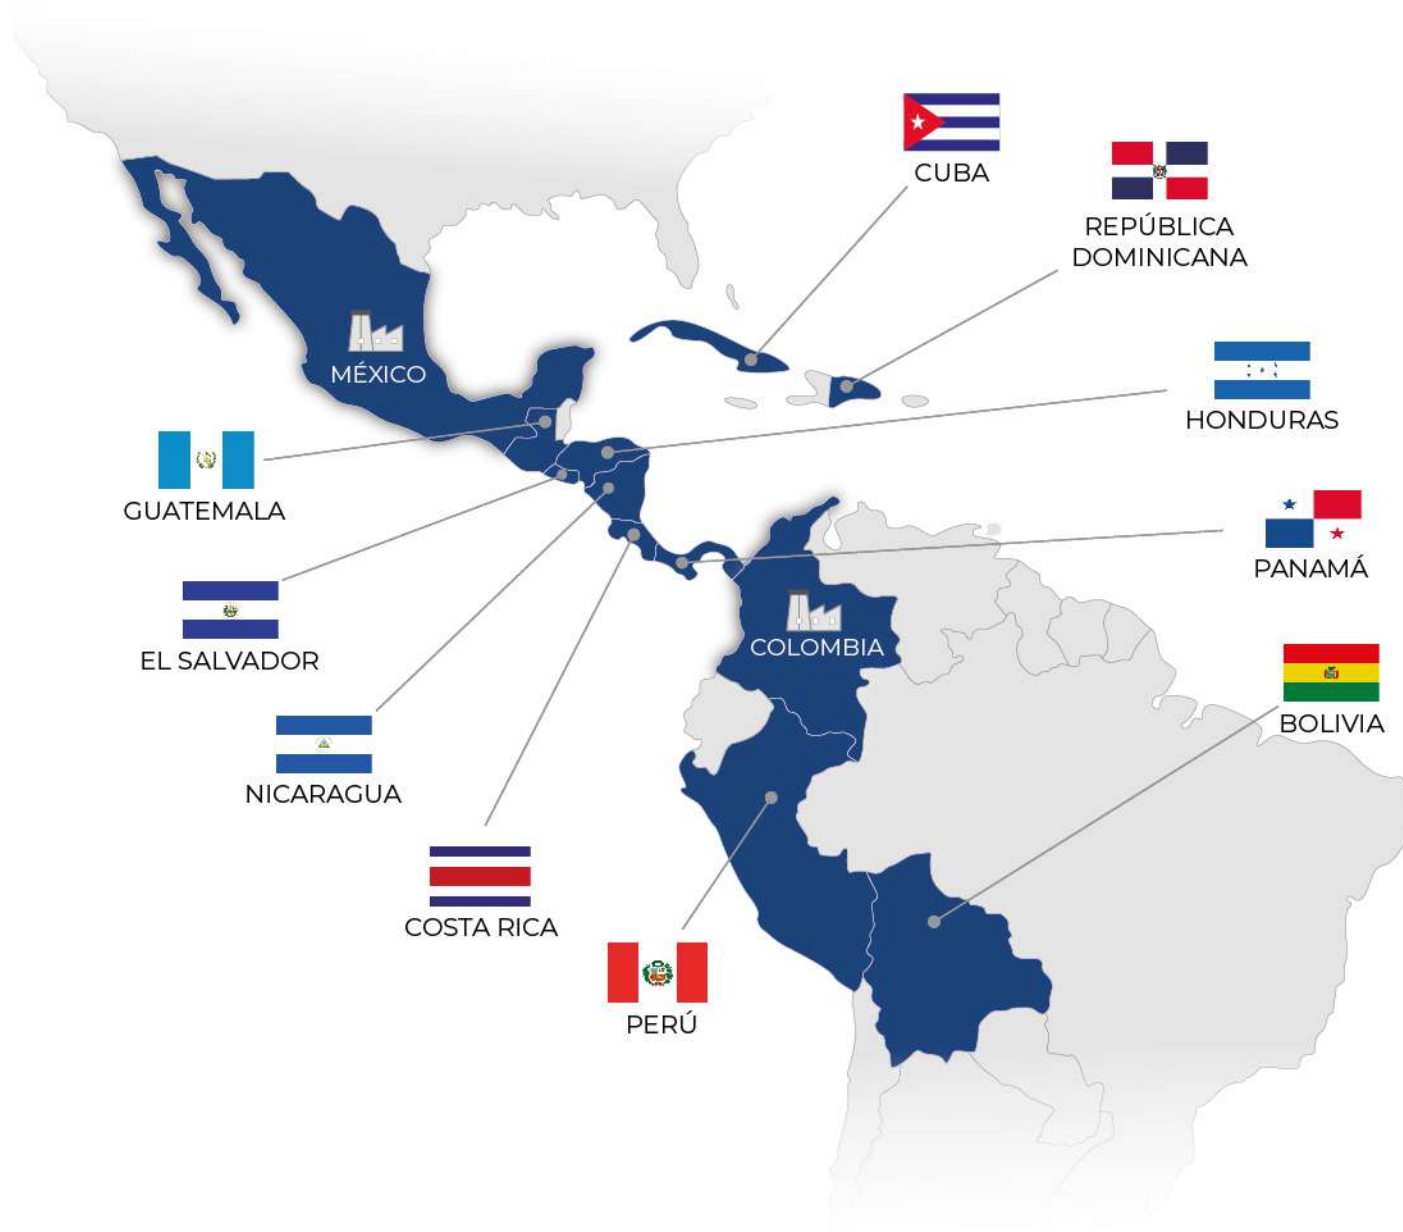 CUBA
REPÚBLICA
DOMINICANA
MÉXICO
HONDURAS
GUATEMALA
PANAMÁ
COLOMBIA
EL SALVADOR
BOLIVIA
NICARAGUA
COSTA RICA
PERÚ